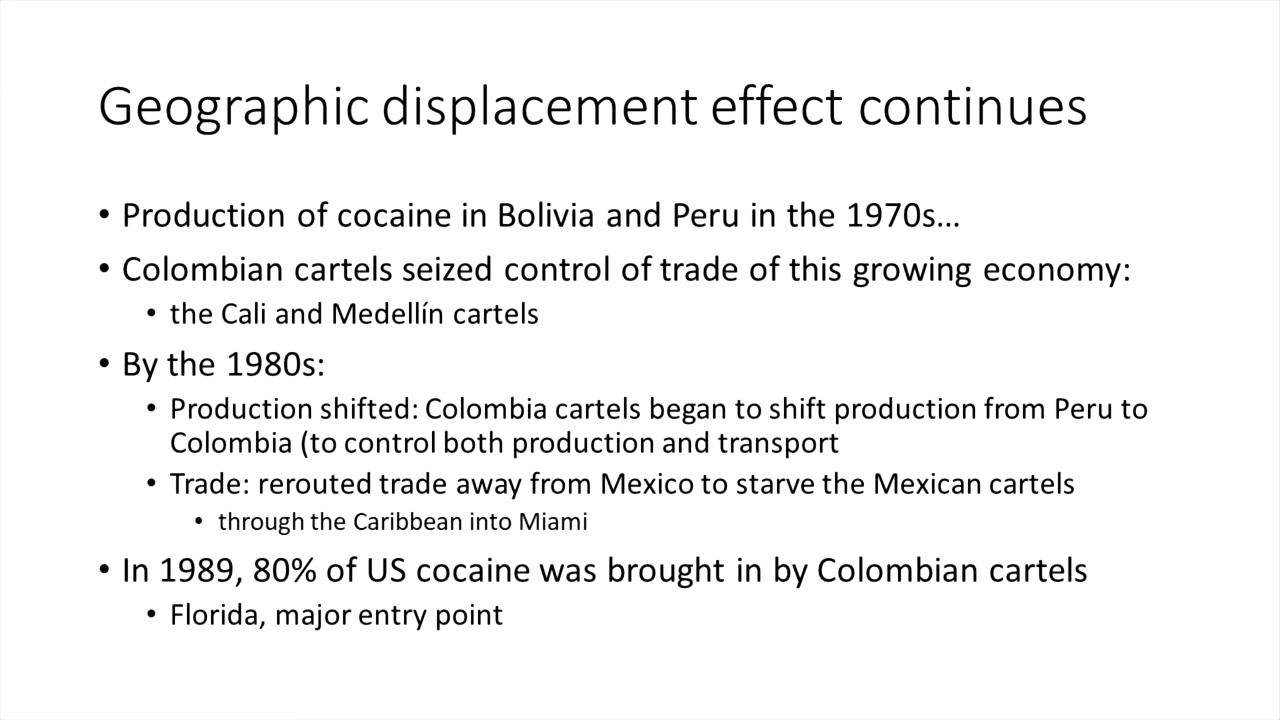 Geographic displacement effect continues
• Production of cocaine in Bolivia and Peru in the 1970s...
• Colombian cartels seized control of trade of this growing economy:
• the Cali and Medellín cartels
• By the 1980s:
• Production shifted: Colombia cartels began to shift production from Peru to
Colombia (to control both production and transport
• Trade: rerouted trade away from Mexico to starve the Mexican cartels
• through the Caribbean into Miami
• In 1989, 80% of US cocaine was brought in by Colombian cartels
• Florida, major entry point